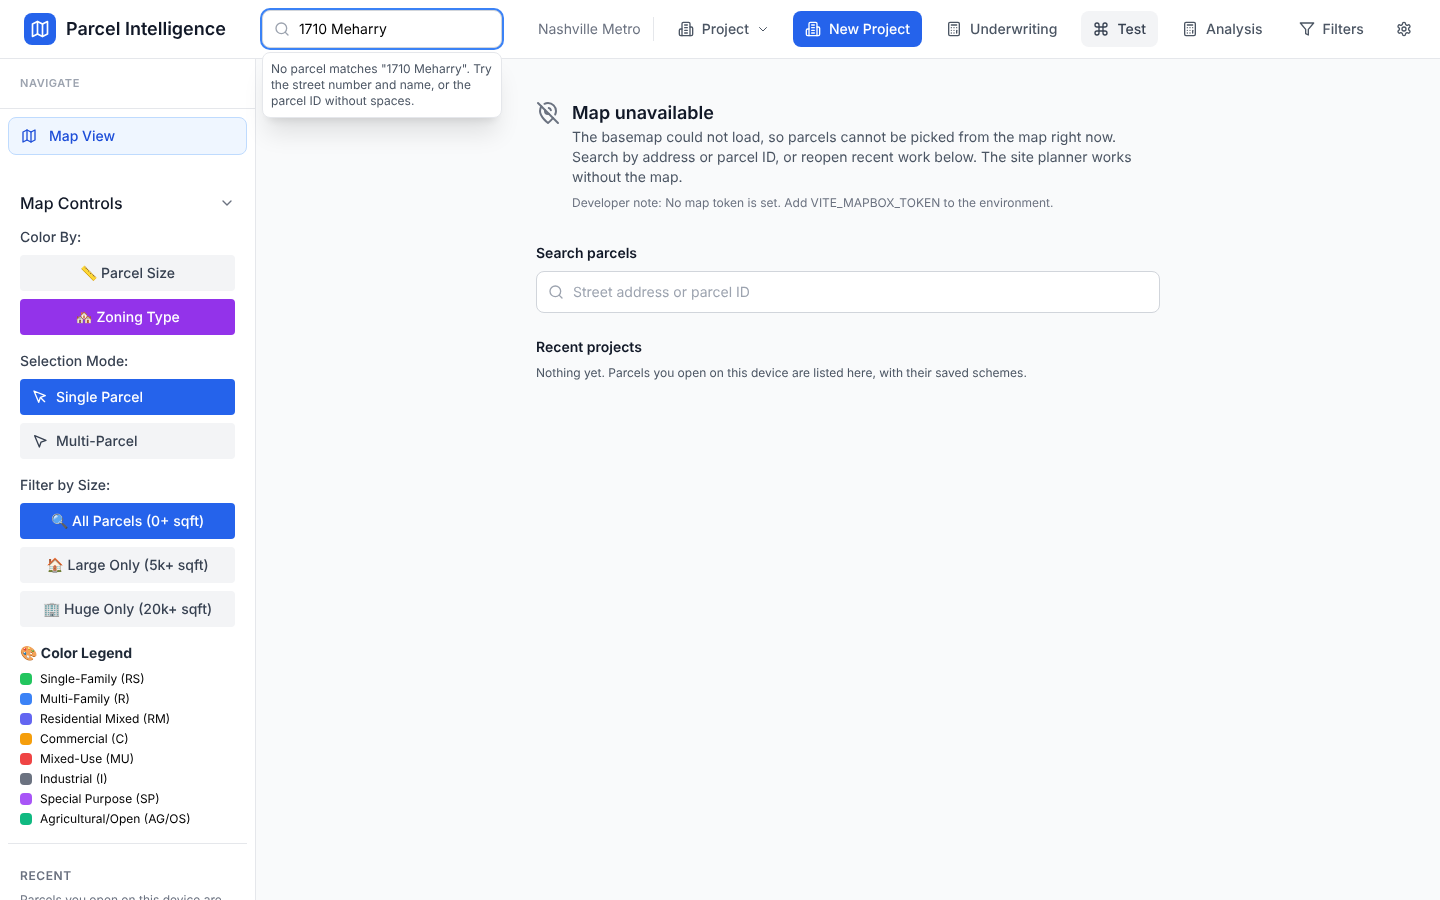 Parcel Intelligence
1710 Meharry
Nashville Metro
Project
New Project
Underwriting
Test
Analysis
Filters
No parcel matches "1710 Meharry". Try
the street number and name, or the
parcel ID without spaces.
NAVIGATE
Map View
Map Controls
Color By:
📏 Parcel Size
🏘️ Zoning Type
Selection Mode:
Single Parcel
Multi-Parcel
Filter by Size:
🔍 All Parcels (0+ sqft)
🏠 Large Only (5k+ sqft)
🏢 Huge Only (20k+ sqft)
🎨 Color Legend
Single-Family (RS)
Multi-Family (R)
Residential Mixed (RM)
Commercial (C)
Mixed-Use (MU)
Industrial (I)
Special Purpose (SP)
Agricultural/Open (AG/OS)
RECENT
Parcels you open on this device are
Map unavailable
The basemap could not load, so parcels cannot be picked from the map right now.
Search by address or parcel ID, or reopen recent work below. The site planner works
without the map.
Developer note: No map token is set. Add VITE_MAPBOX_TOKEN to the environment.
Search parcels
Street address or parcel ID
Recent projects
Nothing yet. Parcels you open on this device are listed here, with their saved schemes.